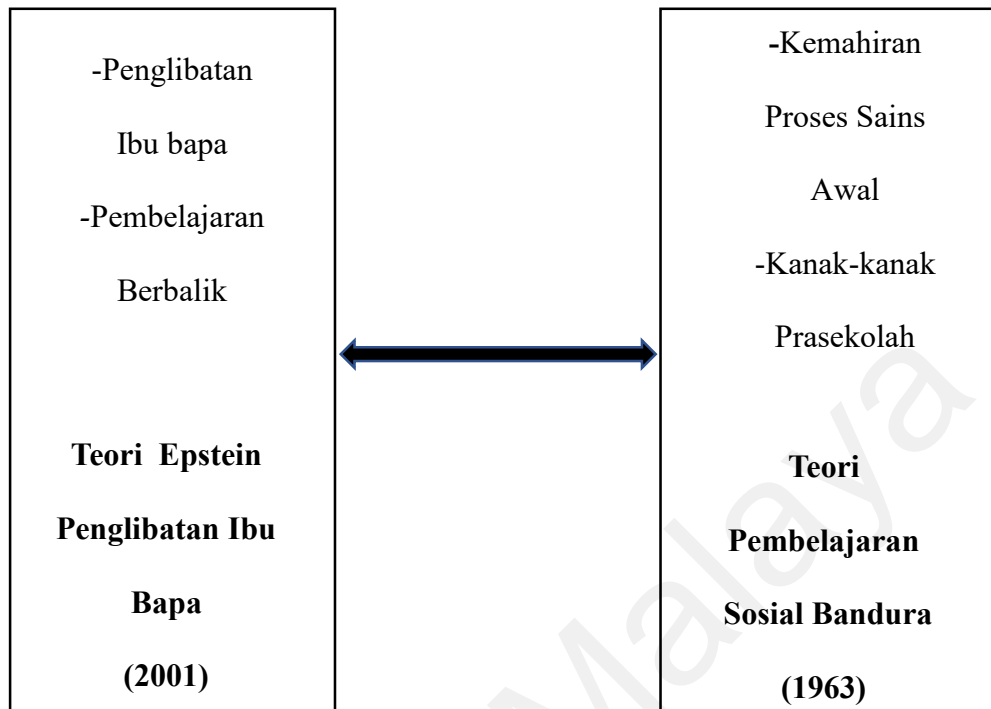 -Penglibatan
Ibu bapa
-Pembelajaran
Berbalik
Teori Epstein
Penglibatan Ibu
Bapa
(2001)
-Kemahiran
Proses Sains
Awal
-Kanak-kanak
Prasekolah
Teori
Pembelajaran
Sosial Bandura
(1963)
Malaya